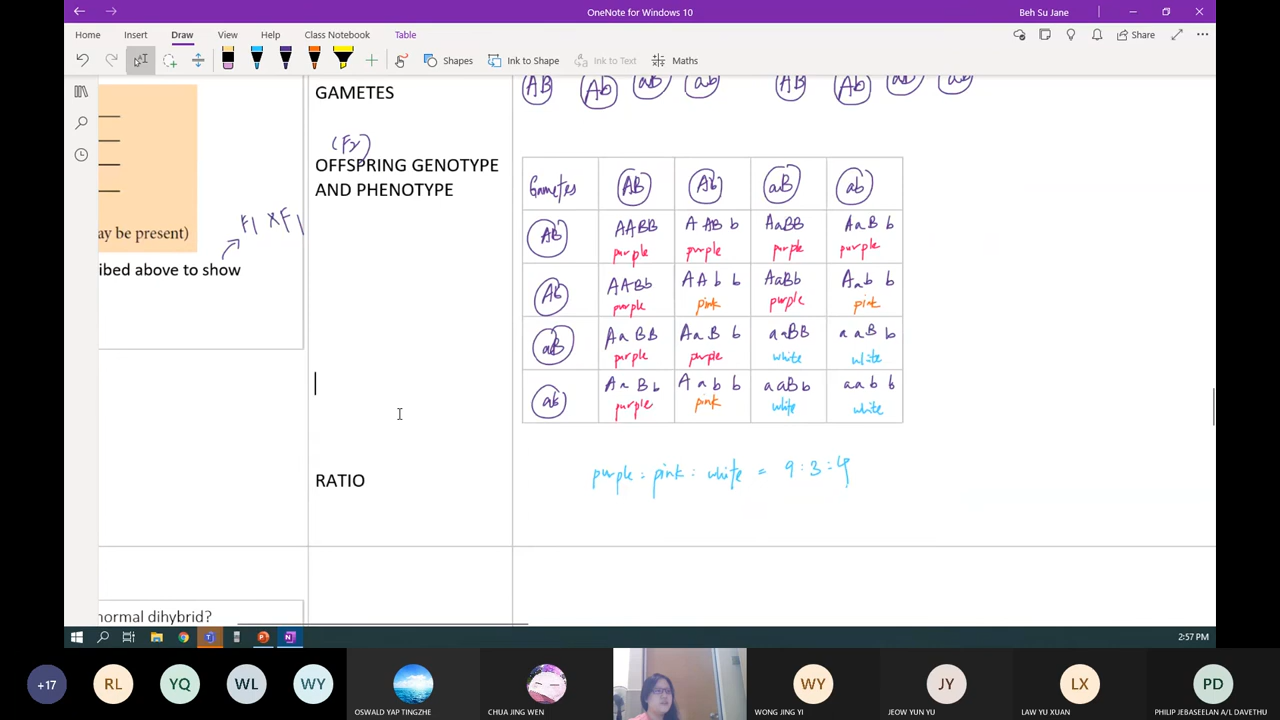 OneNote for Windows 10
Beh Su Jane
Home Insert Draw View Help Class Notebook Table
Share
Shapes Ink to Shape Ink to Text Maths
GAMETES
AB Ab aB ab AB Ab aB ab
(F2)
OFFSPRING GENOTYPE
AND PHENOTYPE
F1 x F1
ay be present)
ibed above to show
Gametes AB Ab aB ab
AB AABB AABb AaBB AaBb
purple purple purple purple
Ab AABb AAbb AaBb Aabb
purple pink purple pink
aB AaBB AaBb aaBB aaBb
purple purple white white
ab AaBb Aabb aaBb aabb
purple pink white white
RATIO
purple : pink : white = 9 : 3 : 4
normal dihybrid?
2:57 PM
+17 RL YQ WL WY WY JY LX PD
OSWALD YAP TINGZHE CHUA JING WEN WONG JING YI JEOW YUN YU LAW YU XUAN PHILIP JEBASEELAN A/L DAVETHU